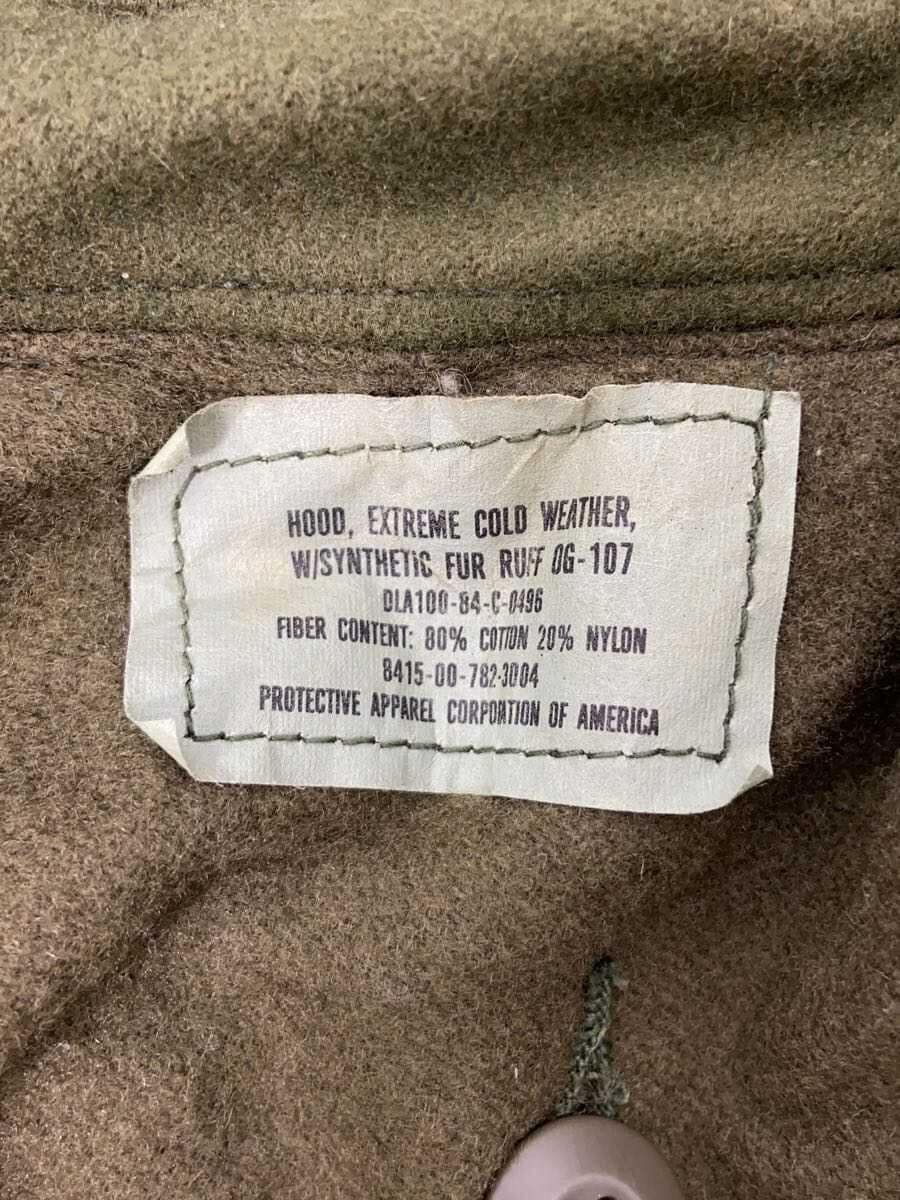 HOOD, EXTREME COLD WEATHER,
W/SYNTHETIC FUR RUFF OG-107
DLA100-84-C-0496
FIBER CONTENT: 80% COTTON 20% NYLON
8415-00-782-3004
PROTECTIVE APPAREL CORPORTION OF AMERICA